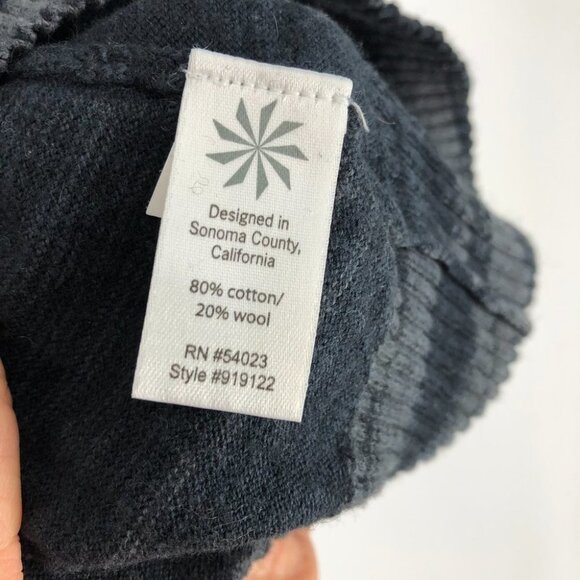 Designed in
Sonoma County,
California
80% cotton/
20% wool
RN #54023
Style #919122